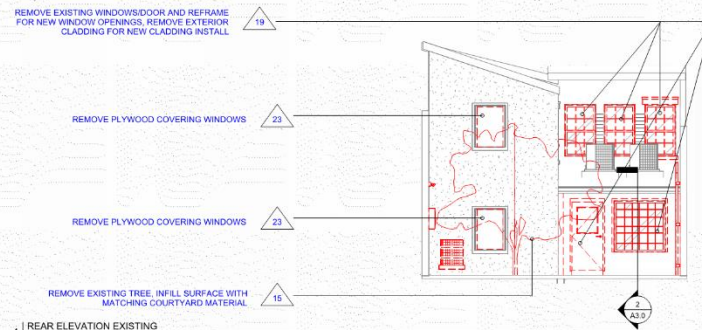 REMOVE EXISTING WINDOWS/DOOR AND REFRAME
FOR NEW WINDOW OPENINGS, REMOVE EXTERIOR
CLADDING FOR NEW CLADDING INSTALL
19
REMOVE PLYWOOD COVERING WINDOWS
23
REMOVE PLYWOOD COVERING WINDOWS
23
REMOVE EXISTING TREE, INFILL SURFACE WITH
MATCHING COURTYARD MATERIAL
15
2
A3.0
REAR ELEVATION EXISTING